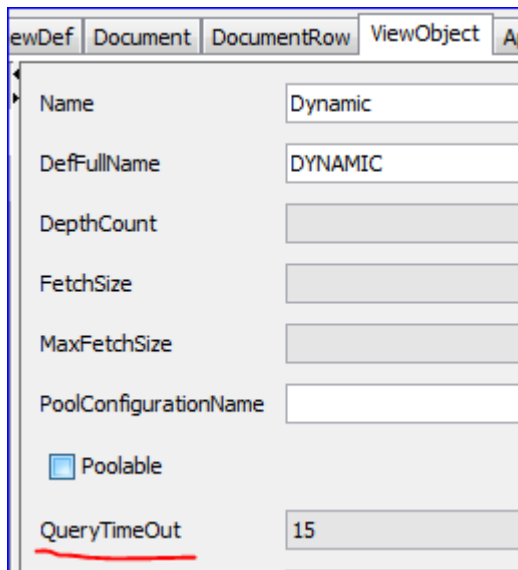 ewDef Document DocumentRow ViewObject
Name Dynamic
DefFullName DYNAMIC
DepthCount
FetchSize
MaxFetchSize
PoolConfigurationName
Poolable
QueryTimeOut 15